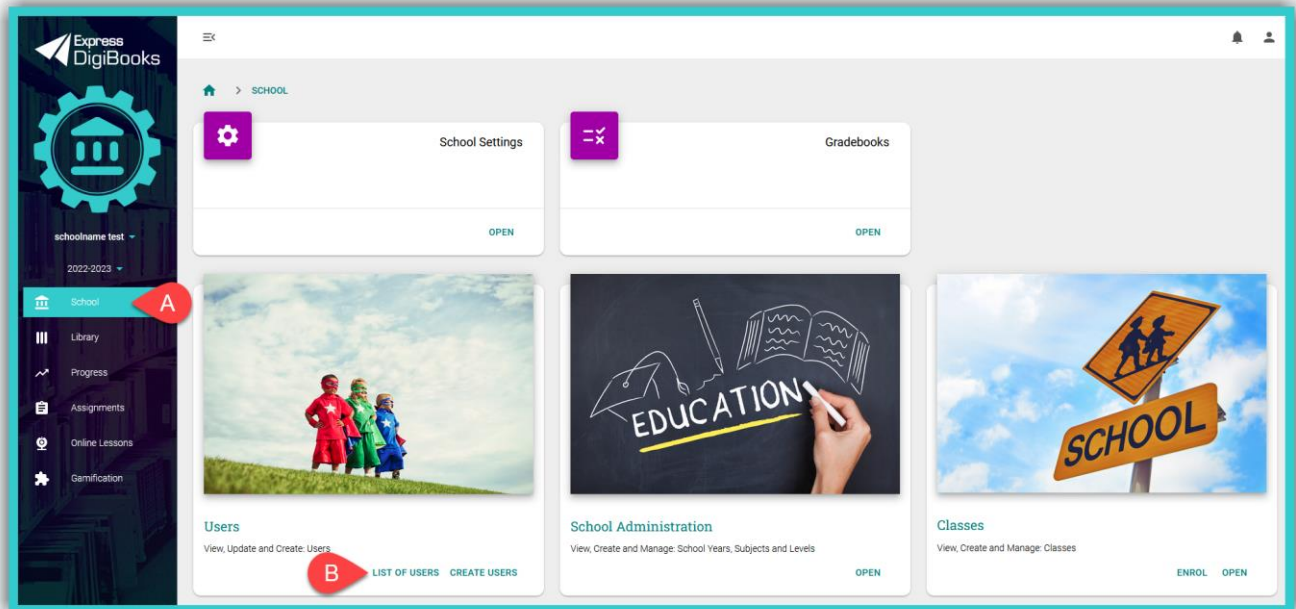 Express
DigiBooks
schoolname test
2022-2023
School
A
Library
Progress
Assignments
Online Lessons
Gamification
SCHOOL
School Settings
OPEN
Gradebooks
OPEN
Users
View, Update and Create: Users
B
LIST OF USERS CREATE USERS
EDUCATION
School Administration
View, Create and Manage: School Years, Subjects and Levels
OPEN
SCHOOL
Classes
View, Create and Manage: Classes
ENROL OPEN